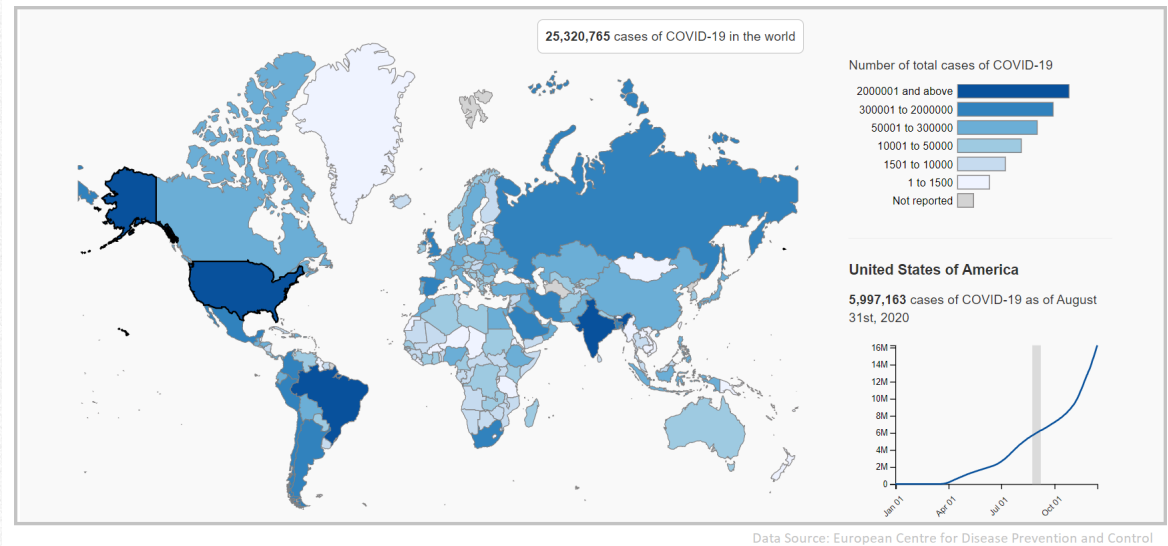 25,320,765 cases of COVID-19 in the world
Number of total cases of COVID-19
2000001 and above
300001 to 2000000
50001 to 300000
10001 to 50000
1501 to 10000
1 to 1500
Not reported
United States of America
5,997,163 cases of COVID-19 as of August
31st, 2020
16M
14M
12M
10M
8M
6M
4M
2M
0
Jan 01
Apr 01
Jul 01
Oct 01
Data Source: European Centre for Disease Prevention and Control